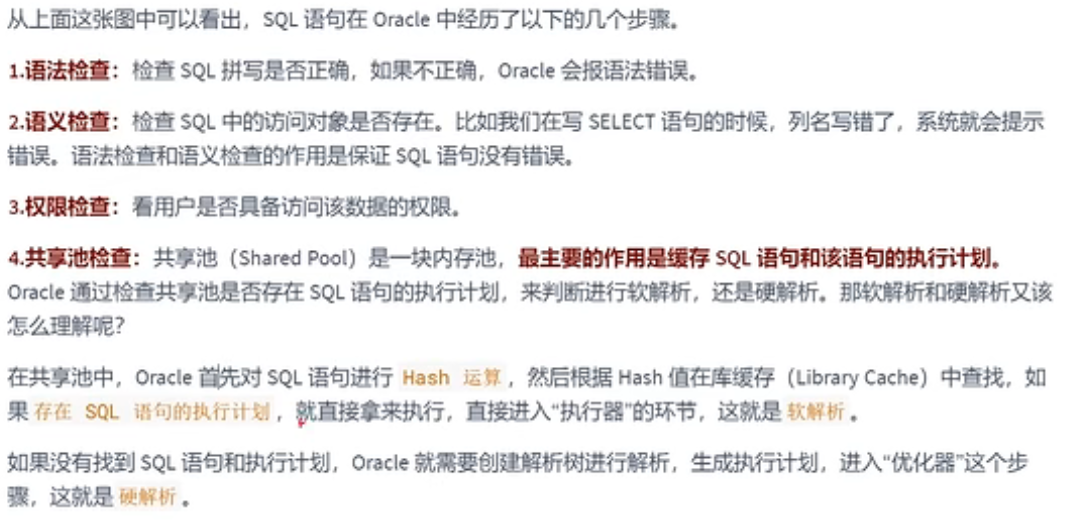 从上面这张图中可以看出，SQL 语句在 Oracle 中经历了以下的几个步骤。
1.语法检查：检查 SQL 拼写是否正确，如果不正确，Oracle 会报语法错误。
2.语义检查：检查 SQL 中的访问对象是否存在。比如我们在写 SELECT 语句的时候，列名写错了，系统就会提示
错误。语法检查和语义检查的作用是保证 SQL 语句没有错误。
3.权限检查：看用户是否具备访问该数据的权限。
4.共享池检查：共享池（Shared Pool）是一块内存池，最主要的作用是缓存 SQL 语句和该语句的执行计划。
Oracle 通过检查共享池是否存在 SQL 语句的执行计划，来判断进行软解析，还是硬解析。那软解析和硬解析又该
怎么理解呢？
在共享池中，Oracle 首先对 SQL 语句进行 Hash 运算，然后根据 Hash 值在库缓存（Library Cache）中查找，如
果存在 SQL 语句的执行计划，就直接拿来执行，直接进入“执行器”的环节，这就是软解析。
如果没有找到 SQL 语句和执行计划，Oracle 就需要创建解析树进行解析，生成执行计划，进入“优化器”这个步
骤，这就是硬解析。